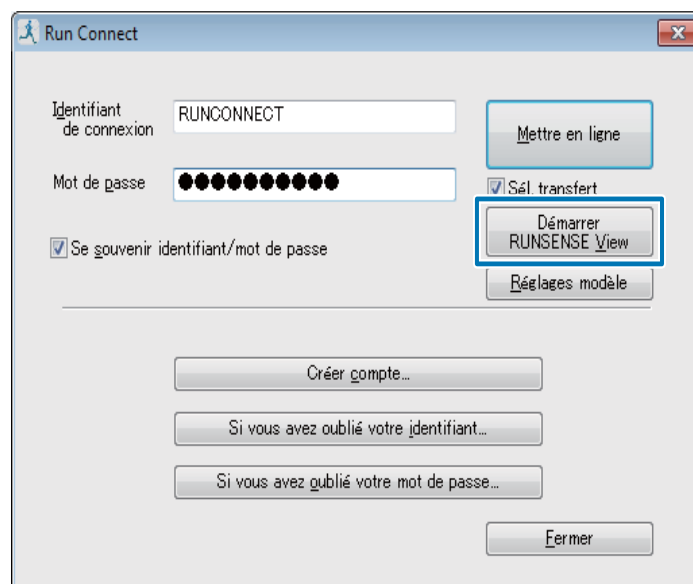 Run Connect
Identifiant
de connexion
RUNCONNECT
Mettre en ligne
Mot de passe
●●●●●●●●●●
Sél. transfert
Démarrer
RUNSENSE View
Se souvenir identifiant/mot de passe
Réglages modèle
Créer compte...
Si vous avez oublié votre identifiant...
Si vous avez oublié votre mot de passe...
Fermer